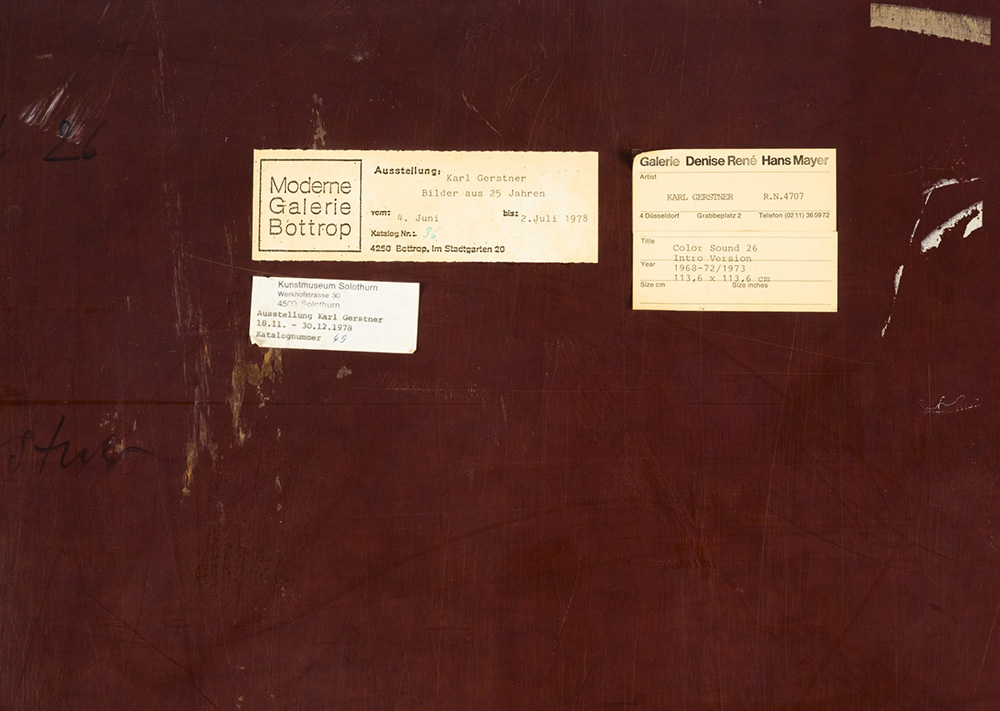 26
Moderne
Galerie
Bottrop
Ausstellung: Karl Gerstner
Bilder aus 25 Jahren
vom: 4. Juni bis: 2.Juli 1978
Katalog Nr.: 36
4250 Bottrop, Im Stadtgarten 20
Kunstmuseum Solothurn
Werkhofstrasse 30
4500 Solothurn
Ausstellung Karl Gerstner
18.11. - 30.12.1978
Katalognummer 69
Galerie Denise René Hans Mayer
Artist
KARL GERSTNER R.N.4707
4 Düsseldorf Grabbeplatz 2 Telefon (0211) 365972
Title
Color Sound 26
Intro Version
Year
1968-72/1973
113,6 x 113,6 cm
Size cm Size inches